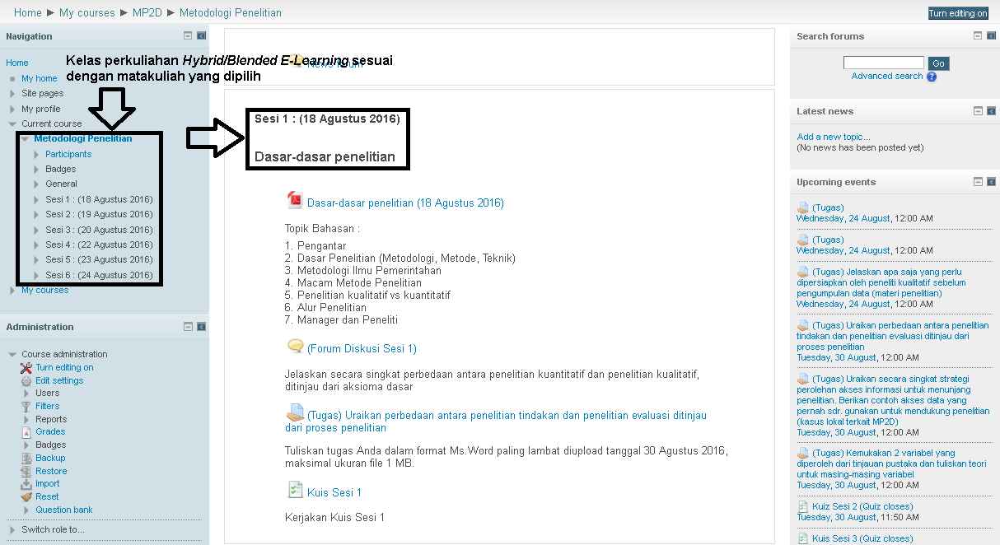 Home ► My courses ► MP2D ► Metodologi Penelitian
Turn editing on
Navigation
Home
My home
Site pages
My profile
Current course
Metodologi Penelitian
Participants
Badges
General
Sesi 1 : (18 Agustus 2016)
Sesi 2 : (19 Agustus 2016)
Sesi 3 : (20 Agustus 2016)
Sesi 4 : (22 Agustus 2016)
Sesi 5 : (23 Agustus 2016)
Sesi 6 : (24 Agustus 2016)
My courses
Kelas perkuliahan Hybrid/Blended E-Learning sesuai
dengan matakuliah yang dipilih
Administration
Course administration
Turn editing on
Edit settings
Users
Filters
Reports
Grades
Badges
Backup
Restore
Import
Reset
Question bank
Switch role to...
News forum
Sesi 1 : (18 Agustus 2016)
Dasar-dasar penelitian
Dasar-dasar penelitian (18 Agustus 2016)
Topik Bahasan :
1. Pengantar
2. Dasar Penelitian (Metodologi, Metode, Teknik)
3. Metodologi Ilmu Pemerintahan
4. Macam Metode Penelitian
5. Penelitian kualitatif vs kuantitatif
6. Alur Penelitian
7. Manager dan Peneliti
(Forum Diskusi Sesi 1)
Jelaskan secara singkat perbedaan antara penelitian kuantitatif dan penelitian kualitatif,
ditinjau dari aksioma dasar
(Tugas) Uraikan perbedaan antara penelitian tindakan dan penelitian evaluasi ditinjau
dari proses penelitian
Tuliskan tugas Anda dalam format Ms.Word paling lambat diupload tanggal 30 Agustus 2016,
maksimal ukuran file 1 MB.
Kuis Sesi 1
Kerjakan Kuis Sesi 1
Search forums
Go
Advanced search ?
Latest news
Add a new topic...
(No news has been posted yet)
Upcoming events
(Tugas)
Wednesday, 24 August, 12:00 AM
(Tugas)
Wednesday, 24 August, 12:00 AM
(Tugas) Jelaskan apa saja yang perlu
dipersiapkan oleh peneliti kualitatif sebelum
pengumpulan data (materi penelitian)
Wednesday, 24 August, 12:00 AM
(Tugas) Uraikan perbedaan antara penelitian
tindakan dan penelitian evaluasi ditinjau dari
proses penelitian
Tuesday, 30 August, 12:00 AM
(Tugas) Uraikan secara singkat strategi
perolehan akses informasi untuk menunjang
penelitian. Berikan contoh akses data yang
pernah sdr. gunakan untuk mendukung penelitian
(kasus lokal terkait MP2D)
Tuesday, 30 August, 12:00 AM
(Tugas) Kemukakan 2 variabel yang
diperoleh dari tinjauan pustaka dan tuliskan teori
untuk masing-masing variabel
Tuesday, 30 August, 12:00 AM
Kuiz Sesi 2 (Quiz closes)
Tuesday, 30 August, 11:50 AM
Kuis Sesi 3 (Quiz closes)